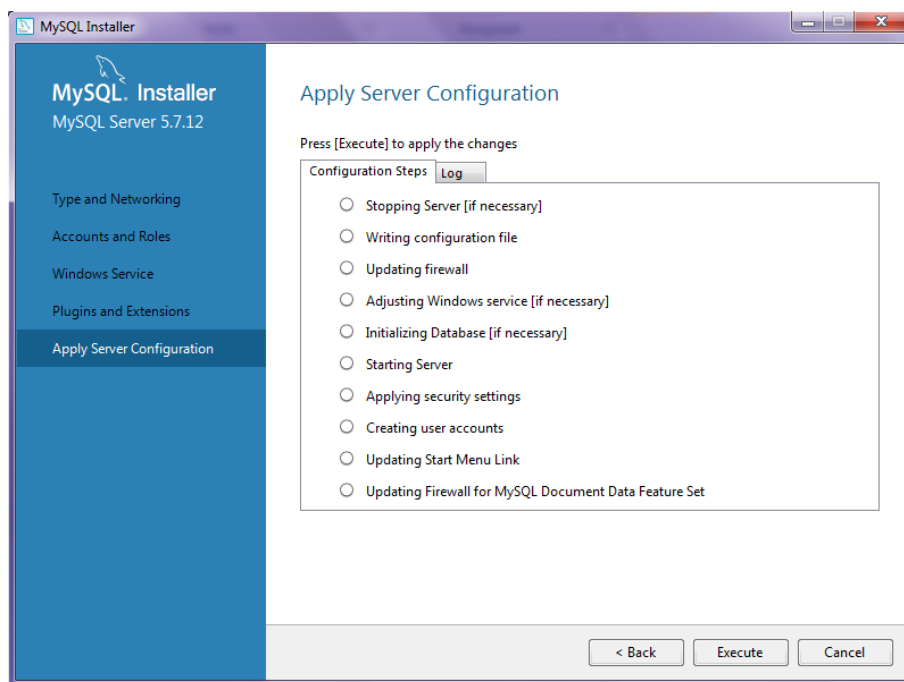 MySQL Installer
MySQL. Installer
MySQL Server 5.7.12
Type and Networking
Accounts and Roles
Windows Service
Plugins and Extensions
Apply Server Configuration
Apply Server Configuration
Press [Execute] to apply the changes
Configuration Steps Log
Stopping Server [if necessary]
Writing configuration file
Updating firewall
Adjusting Windows service [if necessary]
Initializing Database [if necessary]
Starting Server
Applying security settings
Creating user accounts
Updating Start Menu Link
Updating Firewall for MySQL Document Data Feature Set
< Back Execute Cancel